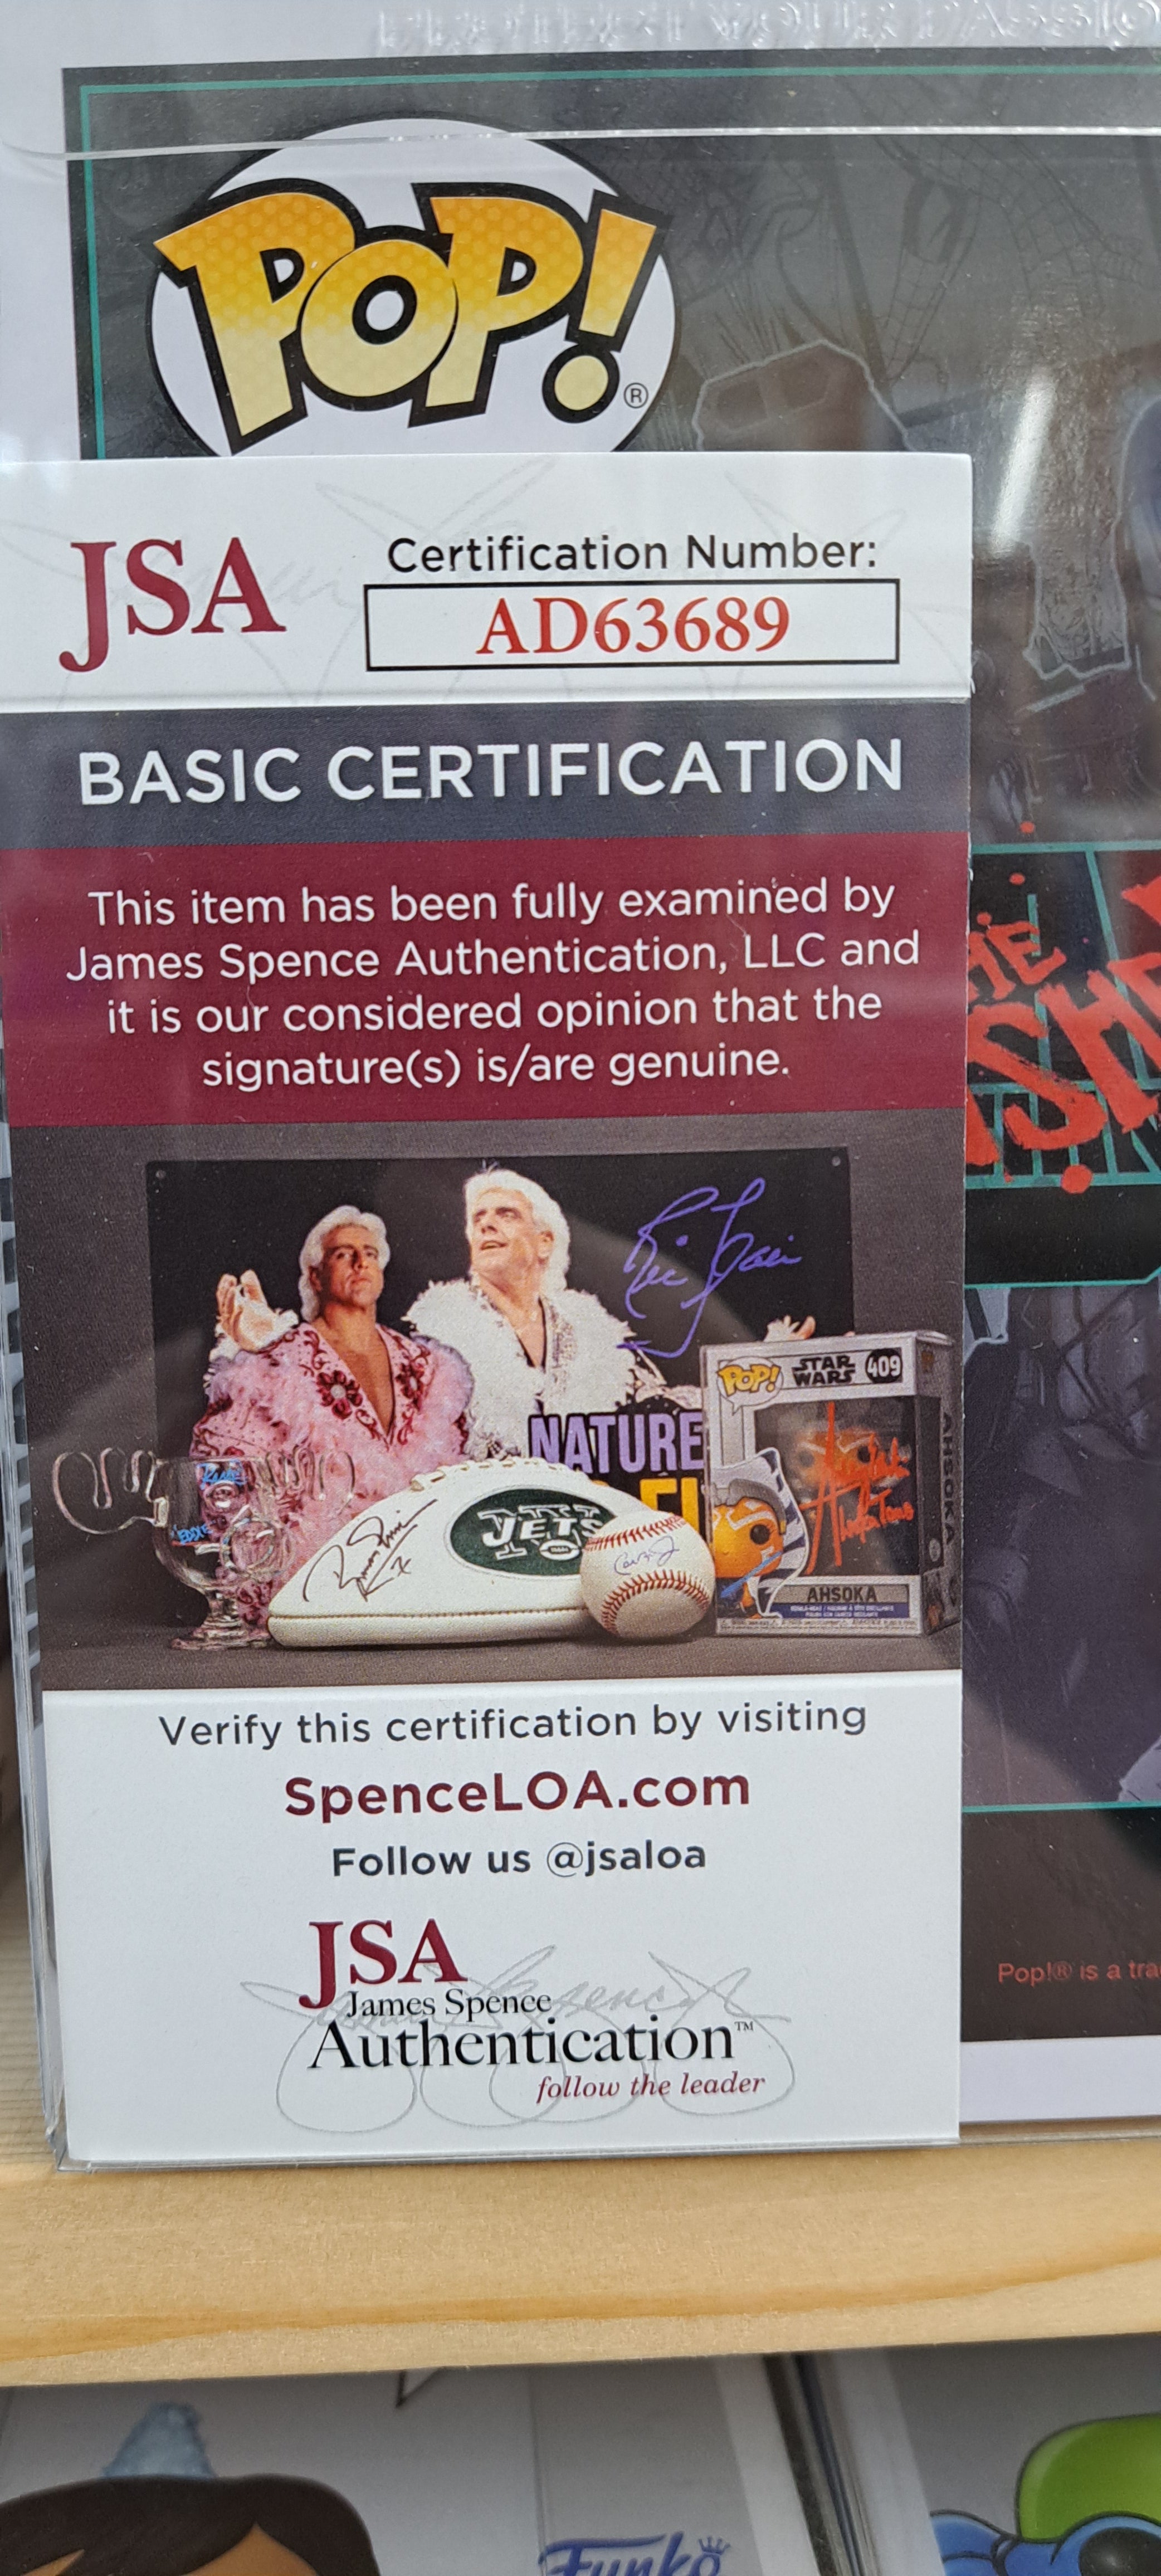 POP!®
JSA
Certification Number:
AD63689
BASIC CERTIFICATION
This item has been fully examined by
James Spence Authentication, LLC and
it is our considered opinion that the
signature(s) is/are genuine.
NATURE
POP! STAR WARS 409
JETS
EDDIE
AHSOKA
AHSOKA
Verify this certification by visiting
SpenceLOA.com
Follow us @jsaloa
Pop!® is a tra
JSA
James Spence
Authentication™
follow the leader
Funko